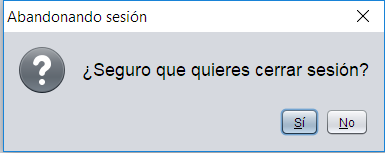 Abandonando sesión
¿Seguro que quieres cerrar sesión?
Sí
No